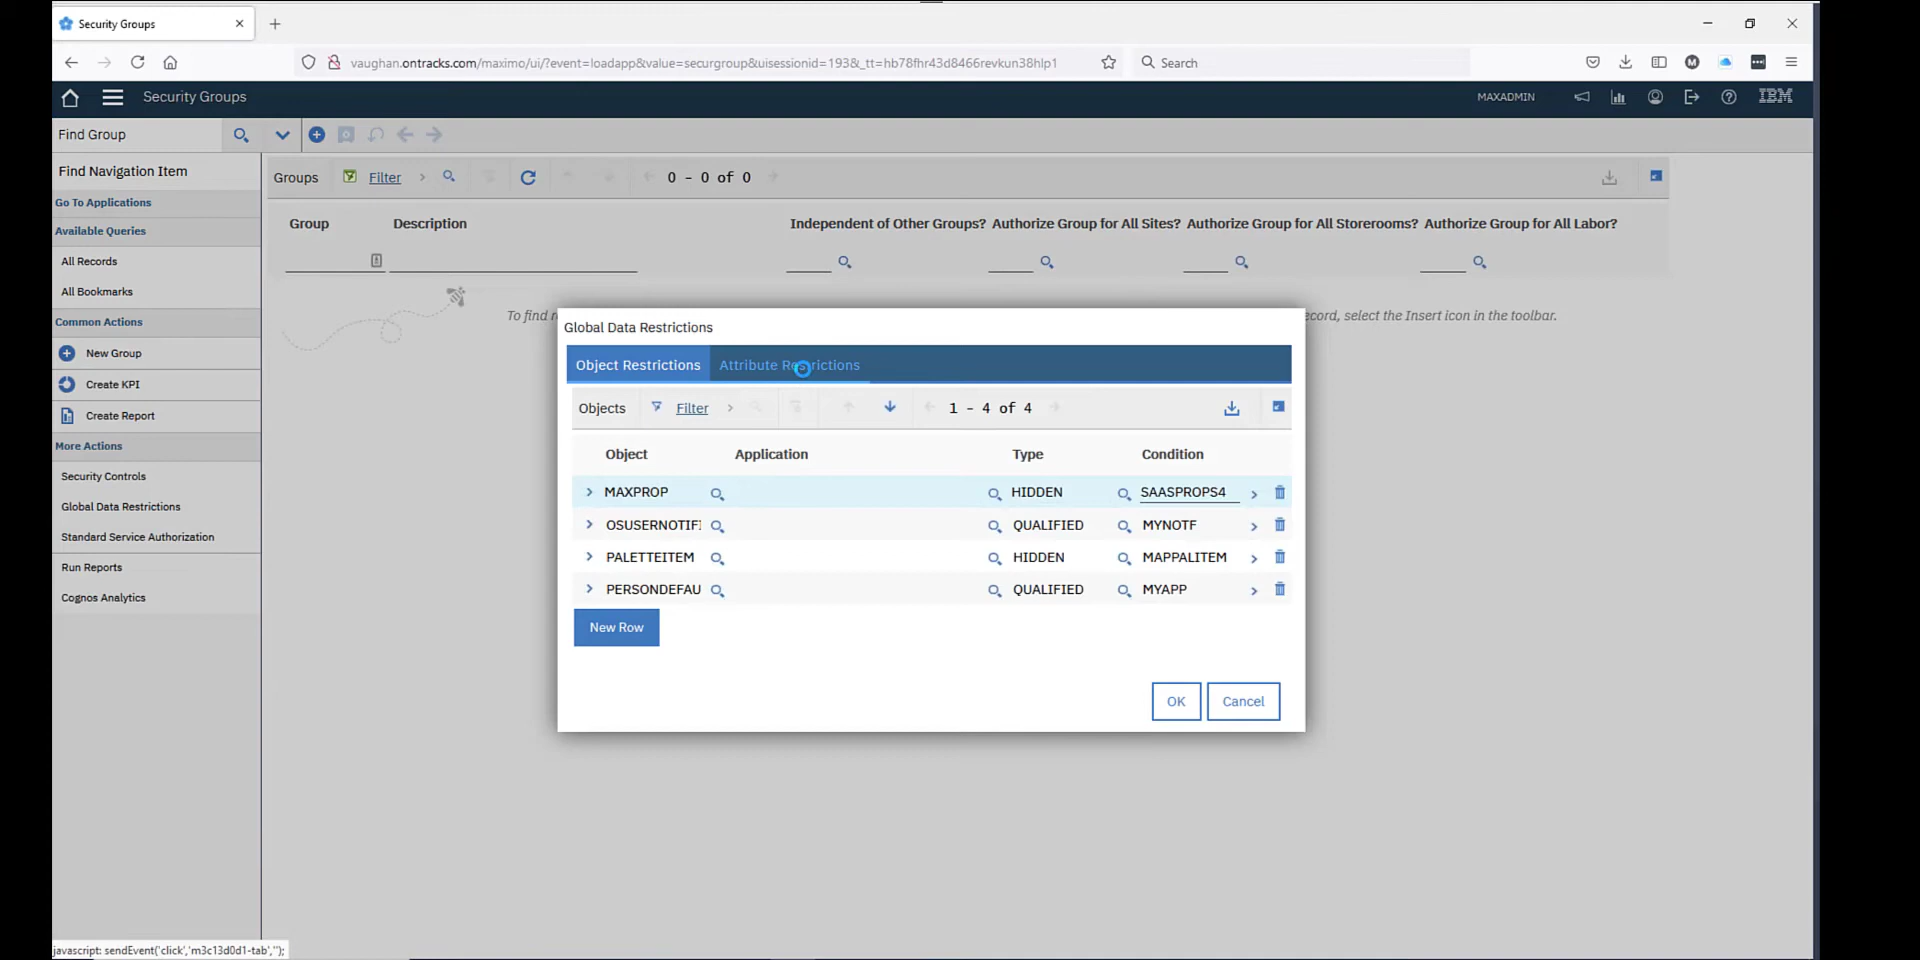 Security Groups
vaughan.ontracks.com/maximo/ui/?event=loadapp&value=securgroup&uisessionid=193&_tt=hb78fhr43d8466revkun38hlp1
Search
Security Groups
MAXADMIN
IBM
Find Group
Find Navigation Item
Go To Applications
Available Queries
All Records
All Bookmarks
Common Actions
New Group
Create KPI
Create Report
More Actions
Security Controls
Global Data Restrictions
Standard Service Authorization
Run Reports
Cognos Analytics
Groups Filter 0 - 0 of 0
Group Description Independent of Other Groups? Authorize Group for All Sites? Authorize Group for All Storerooms? Authorize Group for All Labor?
To find r
ecord, select the Insert icon in the toolbar.
Global Data Restrictions
Object Restrictions Attribute Restrictions
Objects Filter 1 - 4 of 4
Object Application Type Condition
MAXPROP HIDDEN SAASPROPS4
OSUSERNOTIFI QUALIFIED MYNOTF
PALETTEITEM HIDDEN MAPPALITEM
PERSONDEFAU QUALIFIED MYAPP
New Row
OK Cancel
javascript: sendEvent('click','m3c13d0d1-tab','');